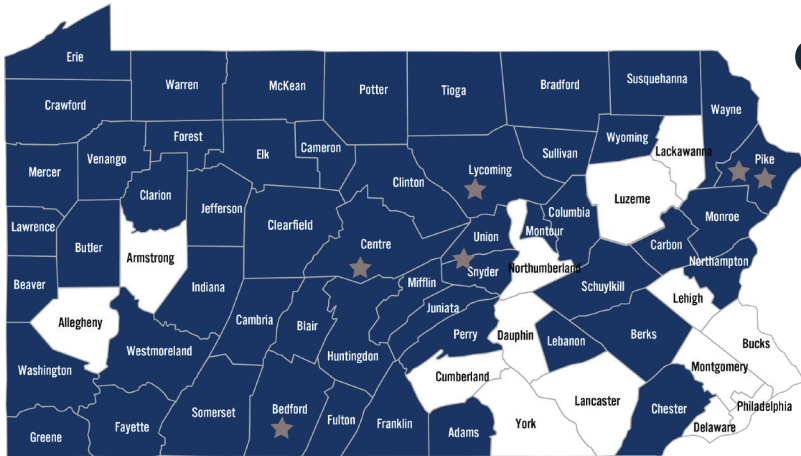 Erie
Warren
McKean
Potter
Tioga
Bradford
Susquehanna
Crawford
Wayne
Forest
Wyoming
Lackawanna
Pike
Venango
Elk
Cameron
Sullivan
Mercer
Lycoming
Clinton
Clarion
Luzerne
Jefferson
Columbia
Monroe
Lawrence
Clearfield
Montour
Butler
Centre
Union
Carbon
Armstrong
Northumberland
Northampton
Snyder
Beaver
Indiana
Mifflin
Schuylkill
Lehigh
Juniata
Allegheny
Cambria
Blair
Perry
Dauphin
Lebanon
Berks
Bucks
Westmoreland
Huntingdon
Washington
Cumberland
Montgomery
Lancaster
Philadelphia
Bedford
Chester
Somerset
Fulton
Franklin
York
Delaware
Fayette
Adams
Greene